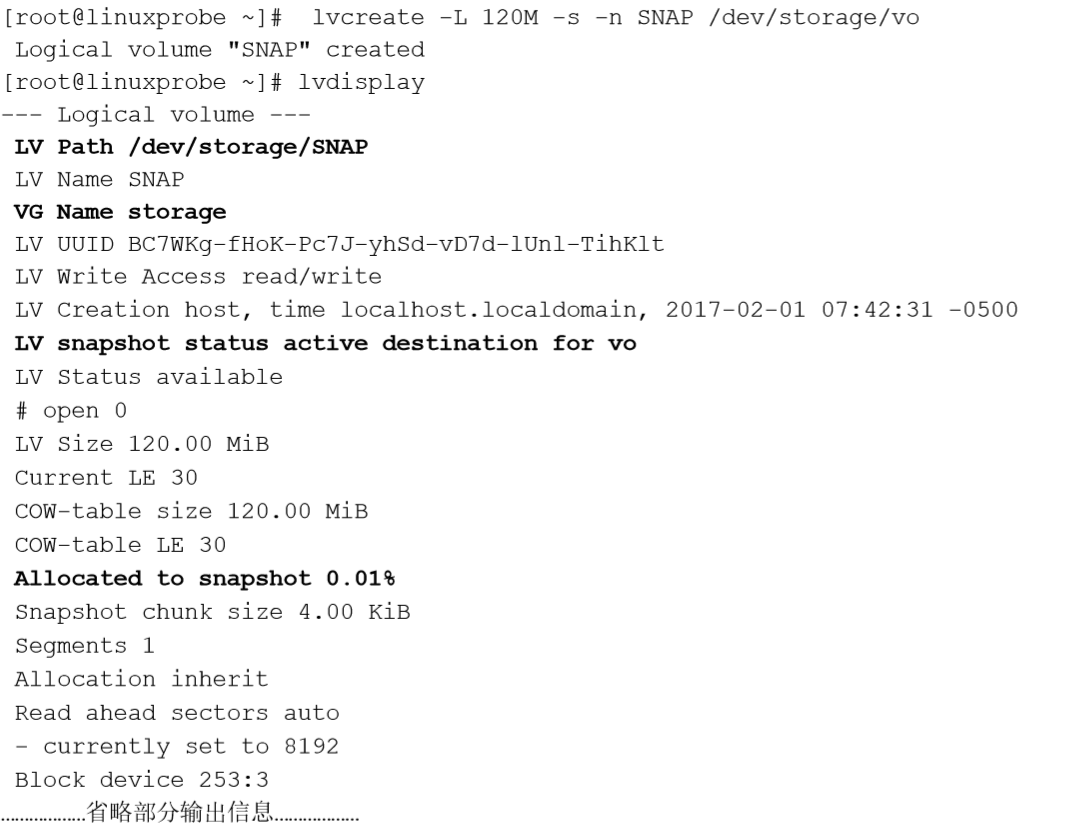 [root@linuxprobe ~]#  lvcreate -L 120M -s -n SNAP /dev/storage/vo
Logical volume "SNAP" created
[root@linuxprobe ~]# lvdisplay
--- Logical volume ---
LV Path /dev/storage/SNAP
LV Name SNAP
VG Name storage
LV UUID BC7WKg-fHoK-Pc7J-yhSd-vD7d-lUnl-TihKlt
LV Write Access read/write
LV Creation host, time localhost.localdomain, 2017-02-01 07:42:31 -0500
LV snapshot status active destination for vo
LV Status available
# open 0
LV Size 120.00 MiB
Current LE 30
COW-table size 120.00 MiB
COW-table LE 30
Allocated to snapshot 0.01%
Snapshot chunk size 4.00 KiB
Segments 1
Allocation inherit
Read ahead sectors auto
- currently set to 8192
Block device 253:3
………………省略部分输出信息………………